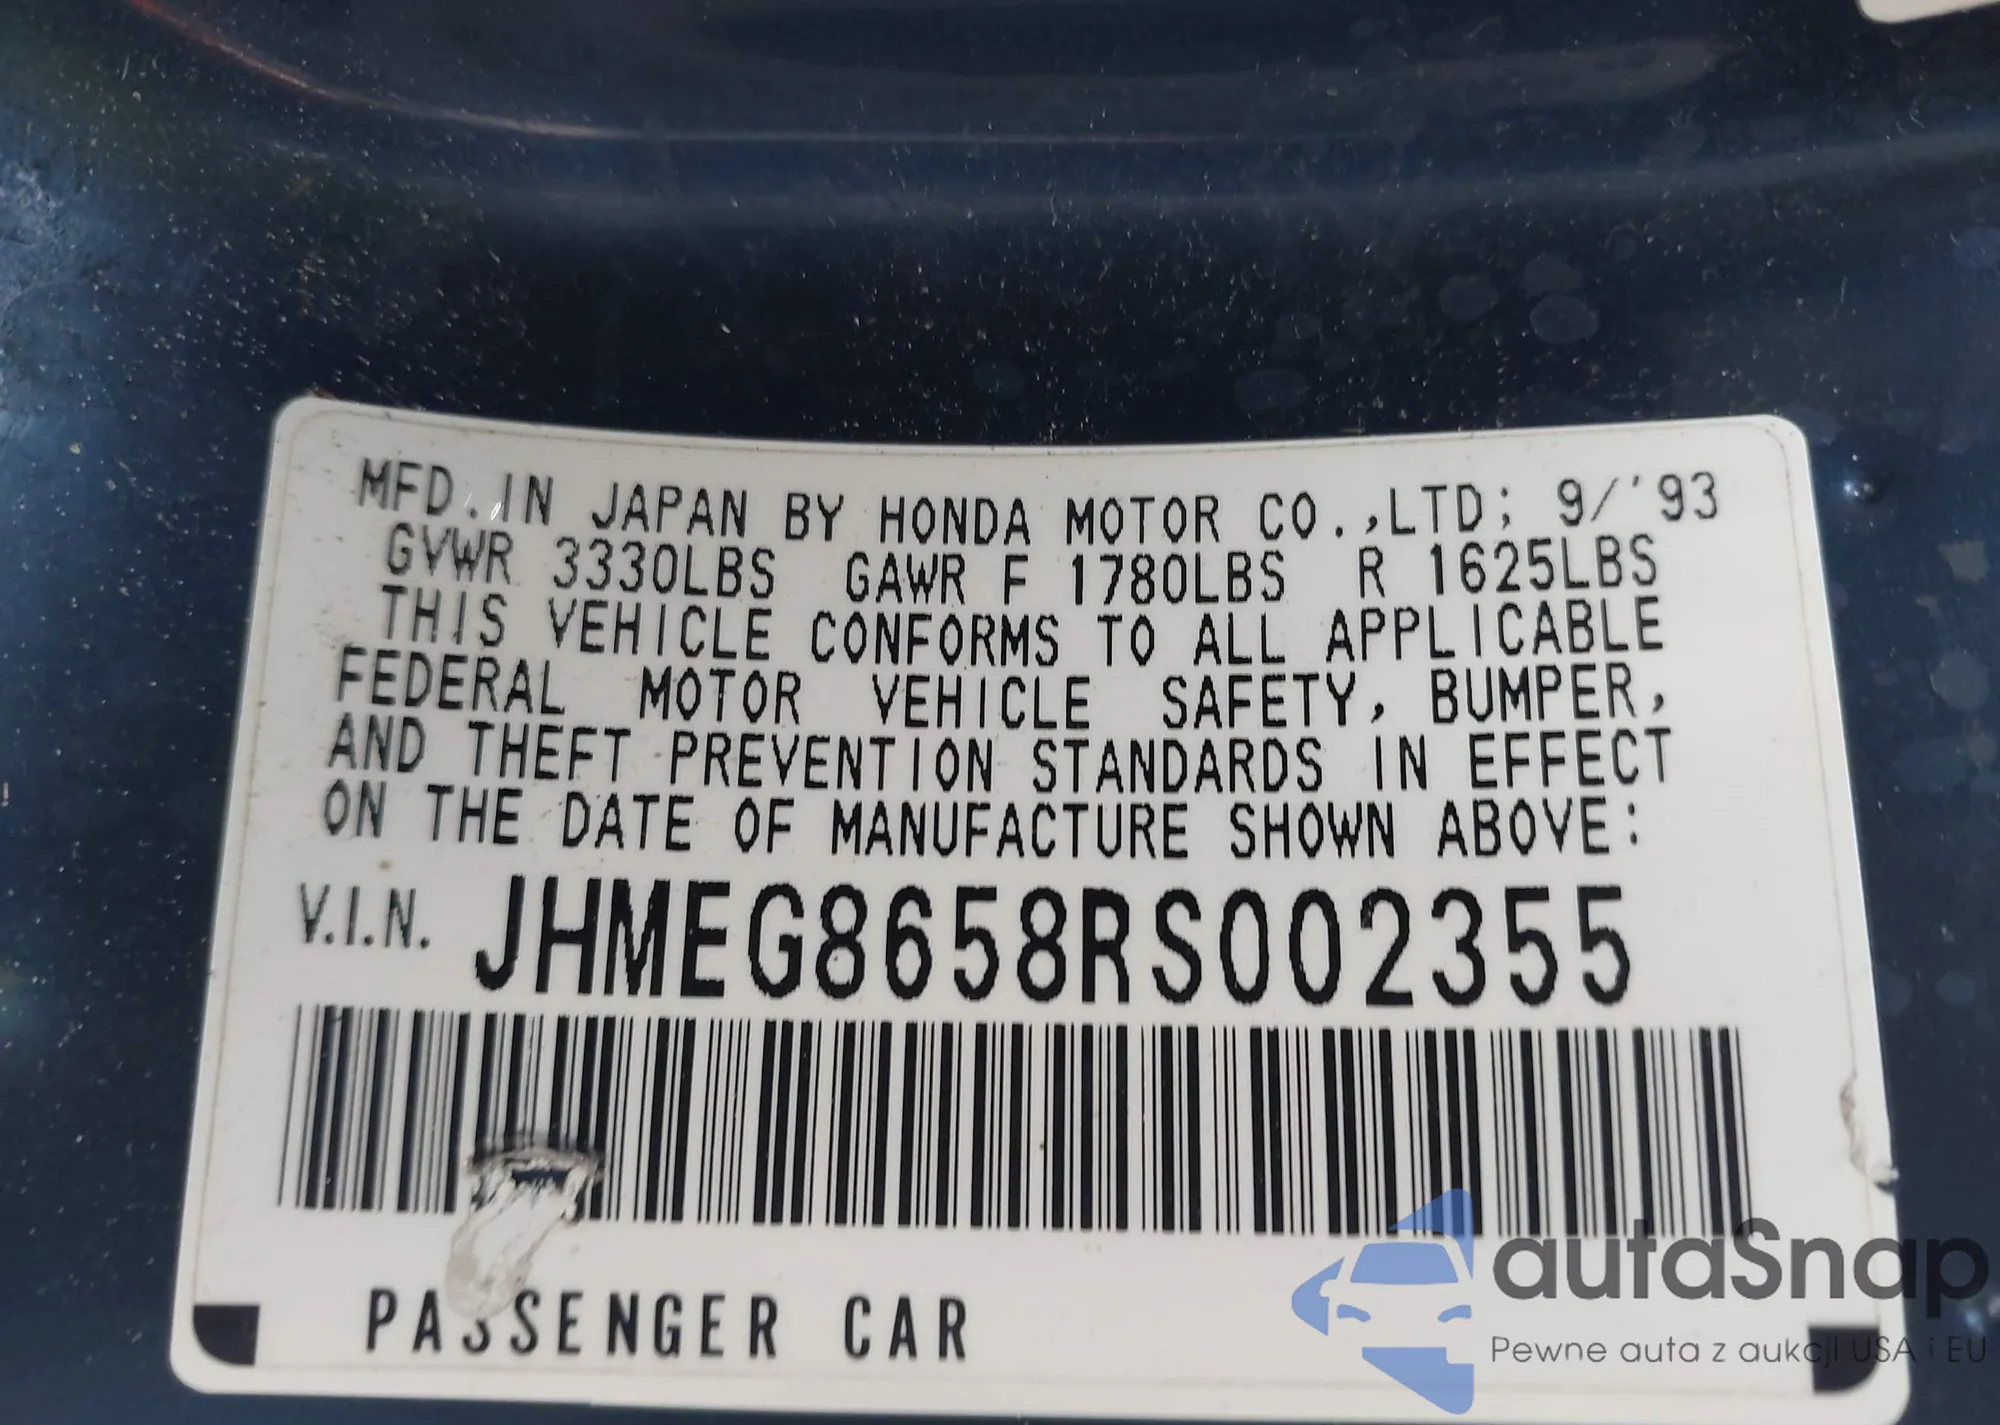 MFD.IN JAPAN BY HONDA MOTOR CO.,LTD; 9/'93
GVWR 3330LBS GAWR F 1780LBS R 1625LBS
THIS VEHICLE CONFORMS TO ALL APPLICABLE
FEDERAL MOTOR VEHICLE SAFETY, BUMPER,
AND THEFT PREVENTION STANDARDS IN EFFECT
ON THE DATE OF MANUFACTURE SHOWN ABOVE:
V.I.N. JHMEG8658RS002355
PASSENGER CAR
autaSnap
Pewne auta z aukcji USA i EU